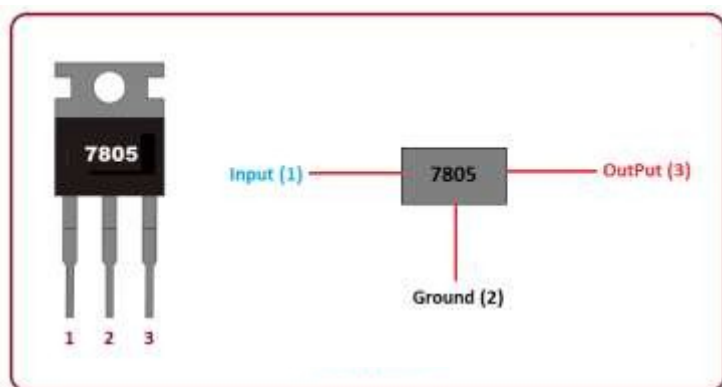 7805
1 2 3
Input (1)
7805
OutPut (3)
Ground (2)